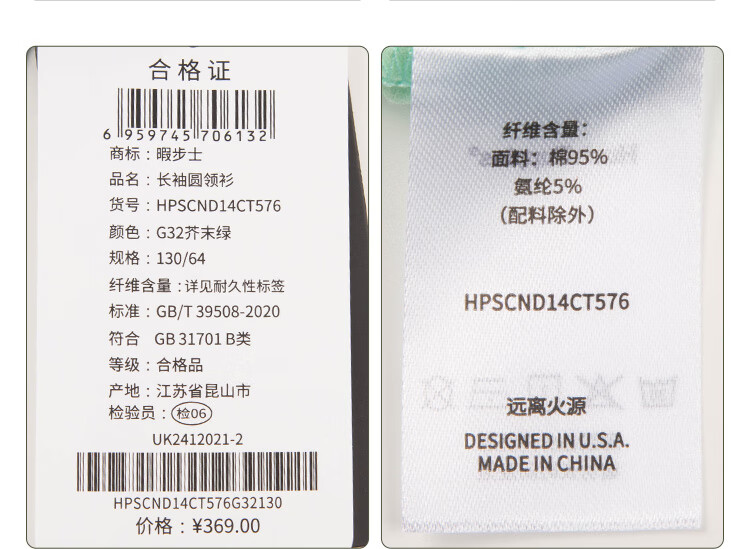 合格证
6 959745 706132
商标：暇步士
品名：长袖圆领衫
货号：HPSCND14CT576
颜色：G32芥末绿
规格：130/64
纤维含量：详见耐久性标签
标准：GB/T 39508-2020
符合 GB 31701 B类
等级：合格品
产地：江苏省昆山市
检验员：检06
UK2412021-2
HPSCND14CT576G32130
价格：¥369.00
纤维含量：
面料：棉95%
氨纶5%
（配料除外）
HPSCND14CT576
远离火源
DESIGNED IN U.S.A.
MADE IN CHINA